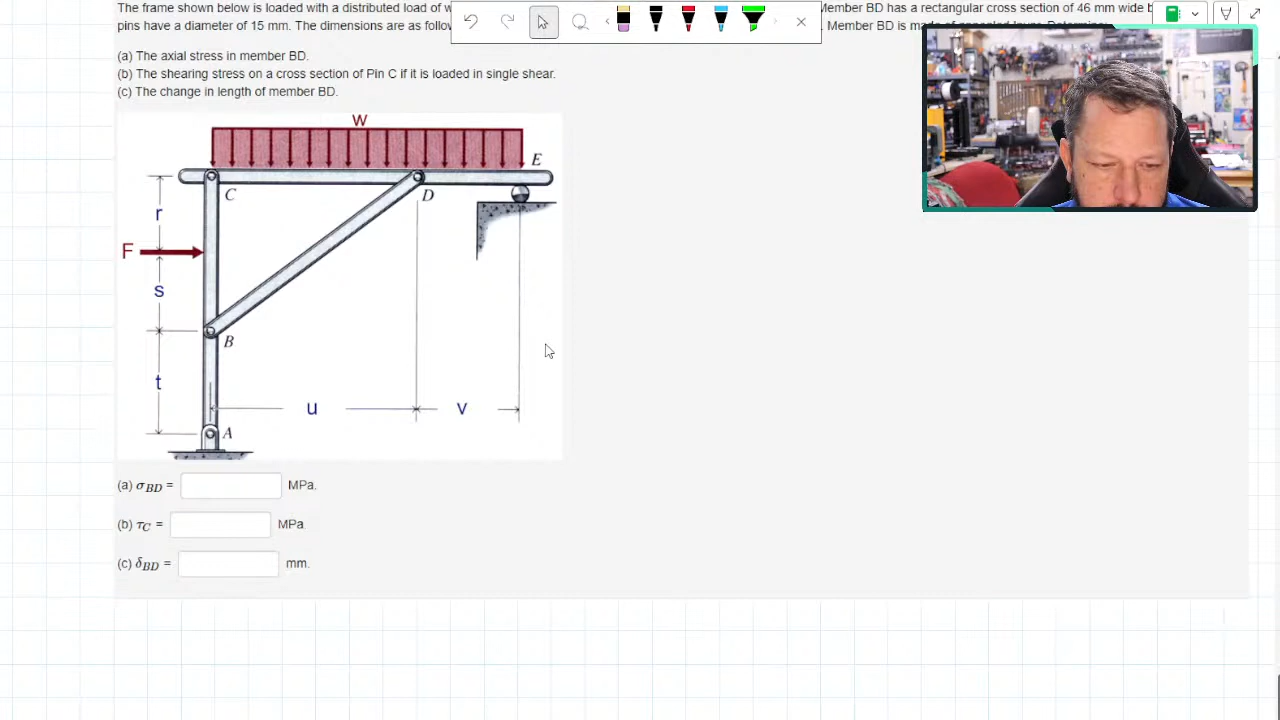 The frame shown below is loaded with a distributed load of w Member BD has a rectangular cross section of 46 mm wide b
pins have a diameter of 15 mm. The dimensions are as follow . Member BD is
(a) The axial stress in member BD.
(b) The shearing stress on a cross section of Pin C if it is loaded in single shear.
(c) The change in length of member BD.
w
E
C
D
r
F
s
B
t
u
v
A
(a) σBD = MPa.
(b) τC = MPa
(c) δBD = mm.